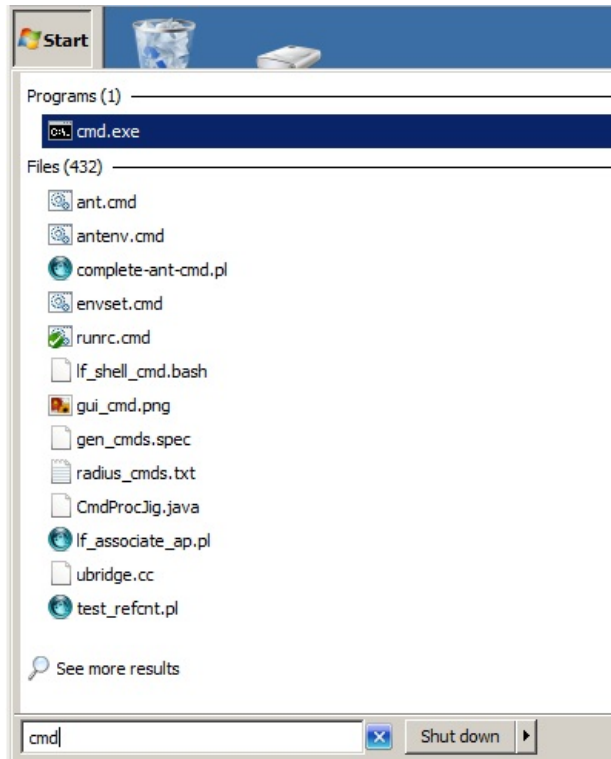 Start
Programs (1)
C:\. cmd.exe
Files (432)
ant.cmd
antenv.cmd
complete-ant-cmd.pl
envset.cmd
runrc.cmd
lf_shell_cmd.bash
gui_cmd.png
gen_cmds.spec
radius_cmds.txt
CmdProcJig.java
lf_associate_ap.pl
ubridge.cc
test_refcnt.pl
See more results
cmd
Shut down